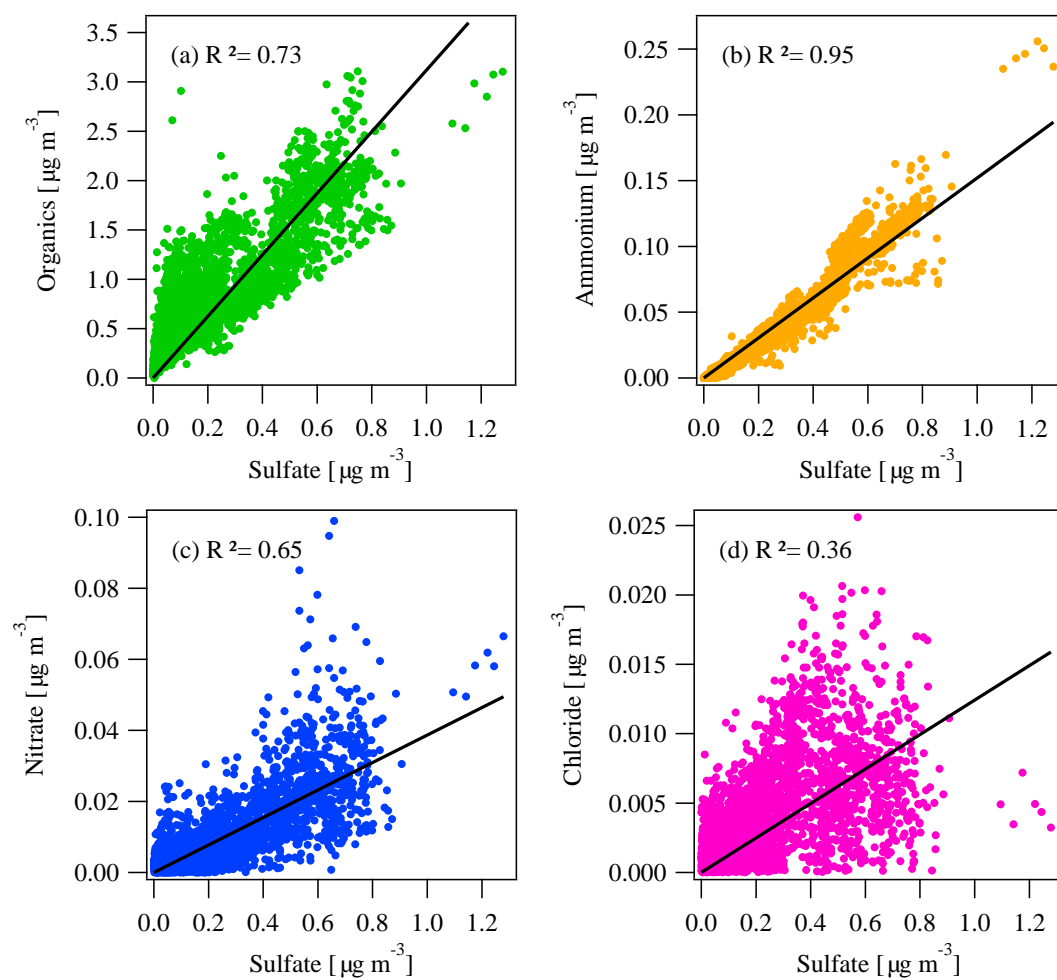 (a) R ²= 0.73
Organics [µg m-3]
3.5
3.0
2.5
2.0
1.5
1.0
0.5
0.0
0.0 0.2 0.4 0.6 0.8 1.0 1.2
Sulfate [µg m-3]
(b) R ²= 0.95
Ammonium [µg m-3]
0.25
0.20
0.15
0.10
0.05
0.00
0.0 0.2 0.4 0.6 0.8 1.0 1.2
Sulfate [µg m-3]
(c) R ²= 0.65
Nitrate [µg m-3]
0.10
0.08
0.06
0.04
0.02
0.00
0.0 0.2 0.4 0.6 0.8 1.0 1.2
Sulfate [µg m-3]
(d) R ²= 0.36
Chloride [µg m-3]
0.025
0.020
0.015
0.010
0.005
0.000
0.0 0.2 0.4 0.6 0.8 1.0 1.2
Sulfate [µg m-3]